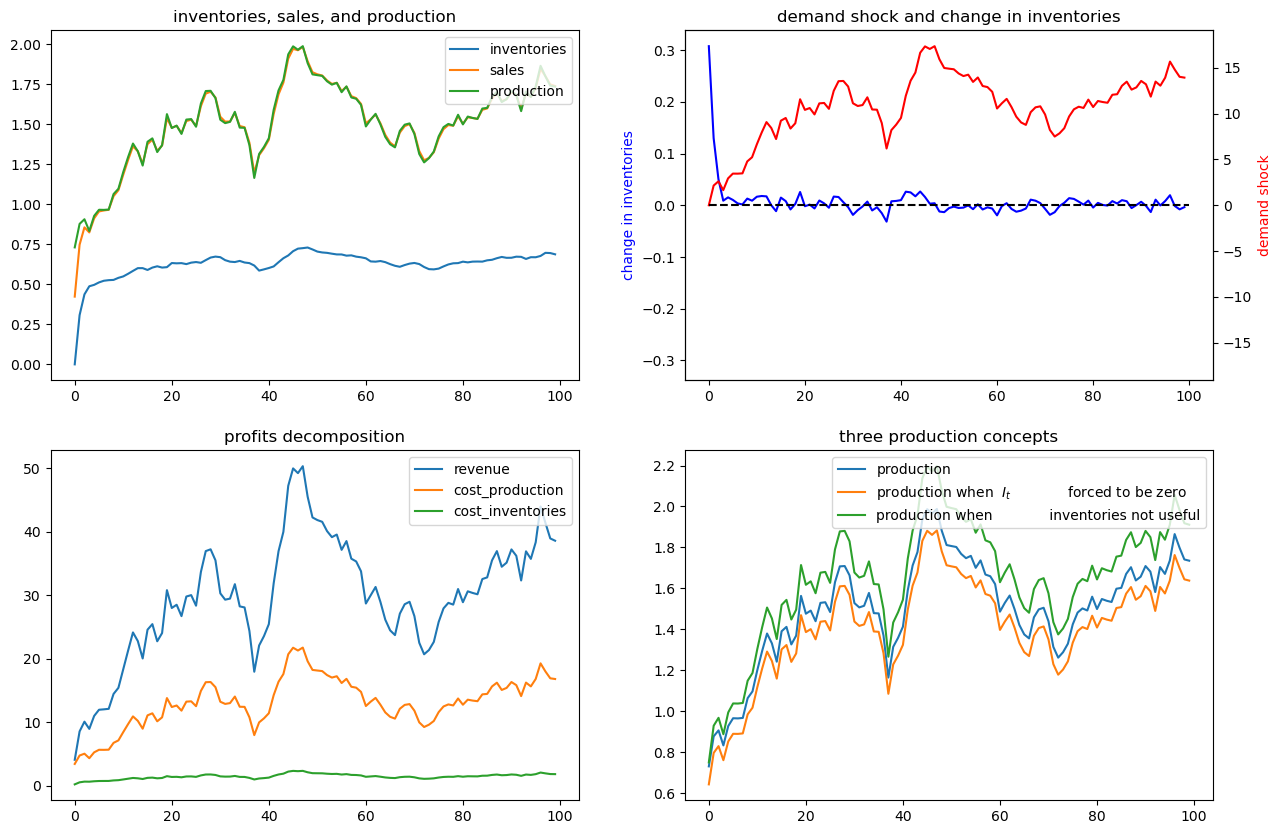 inventories, sales, and production
2.00
1.75
1.50
1.25
1.00
0.75
0.50
0.25
0.00
inventories
sales
production
0 20 40 60 80 100
demand shock and change in inventories
change in inventories
0.3
0.2
0.1
0.0
−0.1
−0.2
−0.3
15
10
5
0
−5
−10
−15
demand shock
0 20 40 60 80 100
profits decomposition
50
40
30
20
10
0
revenue
cost_production
cost_inventories
0 20 40 60 80 100
three production concepts
2.2
2.0
1.8
1.6
1.4
1.2
1.0
0.8
0.6
production
production when I_t forced to be zero
production when inventories not useful
0 20 40 60 80 100